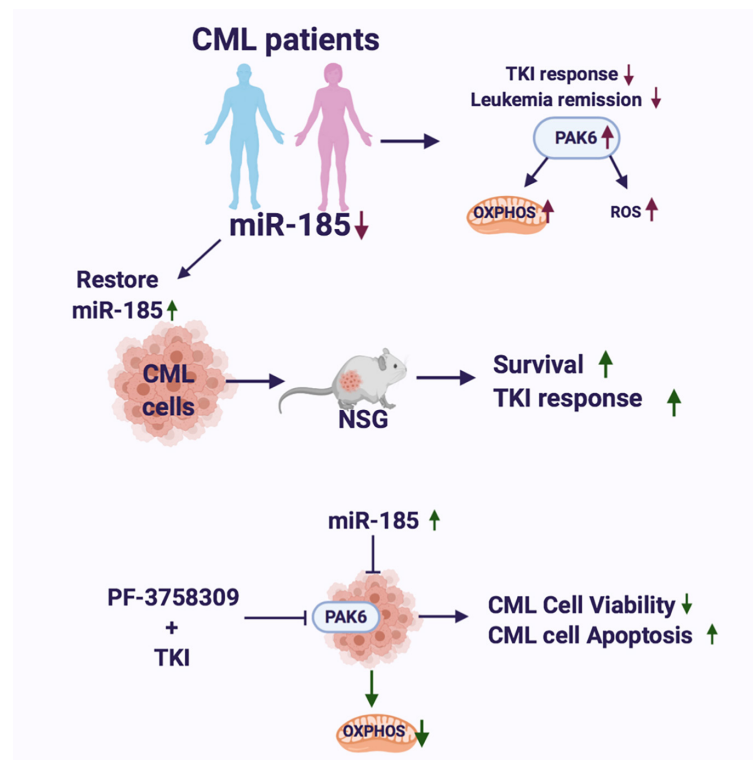 CML patients
TKI response
Leukemia remission
PAK6
OXPHOS
ROS
miR-185
Restore
miR-185
CML
cells
NSG
Survival
TKI response
miR-185
PF-3758309
+
TKI
PAK6
CML Cell Viability
CML cell Apoptosis
OXPHOS